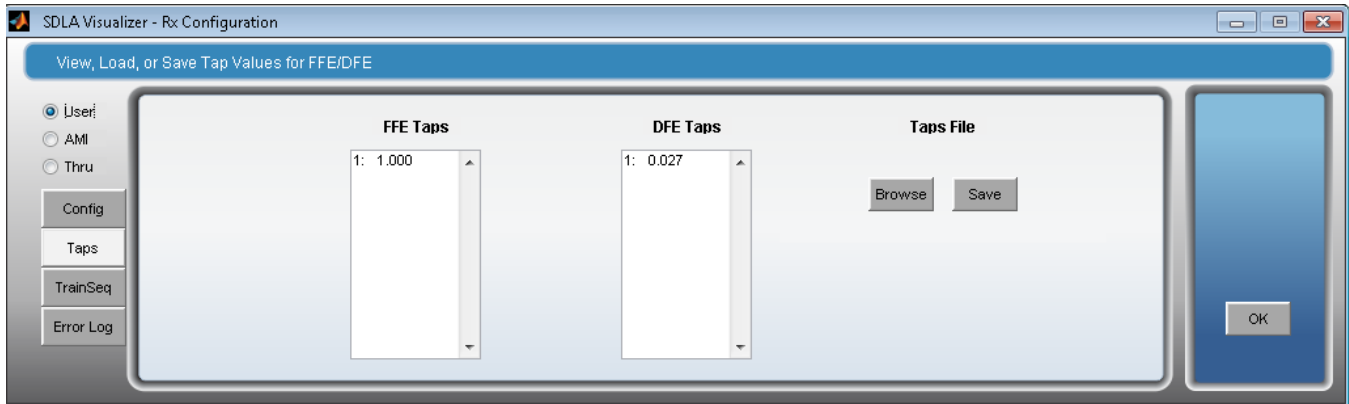 SDLA Visualizer - Rx Configuration
View, Load, or Save Tap Values for FFE/DFE
User
AMI
Thru
Config
Taps
TrainSeq
Error Log
FFE Taps
1: 1.000
DFE Taps
1: 0.027
Taps File
Browse Save
OK